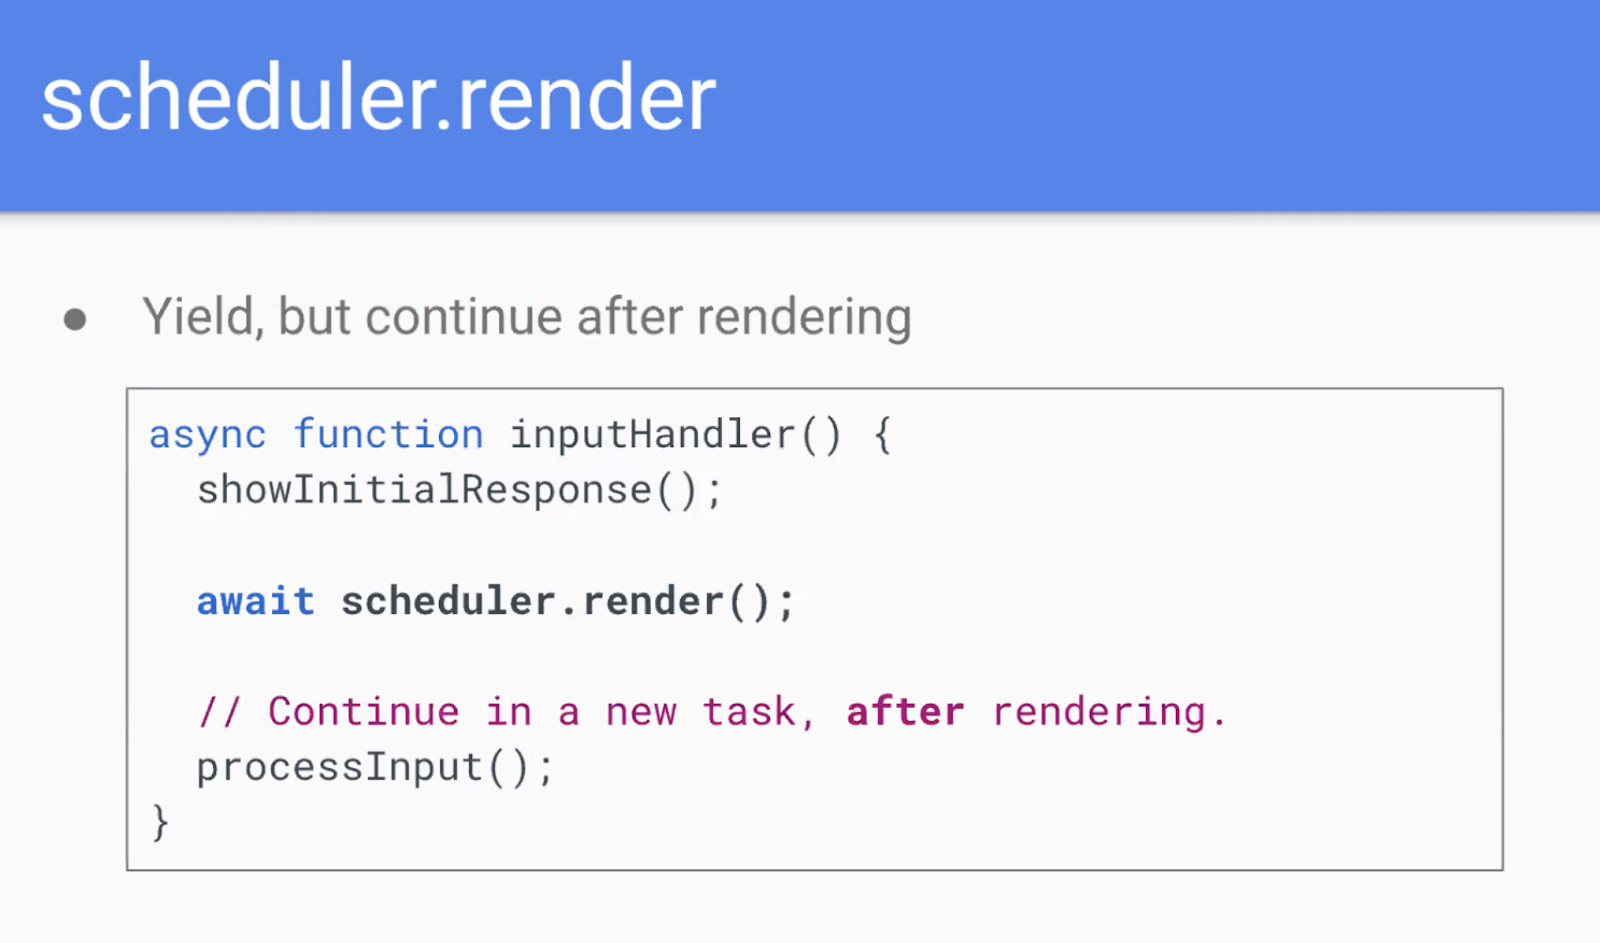 scheduler.render
● Yield, but continue after rendering
async function inputHandler() {
  showInitialResponse();
  await scheduler.render();
  // Continue in a new task, after rendering.
  processInput();
}